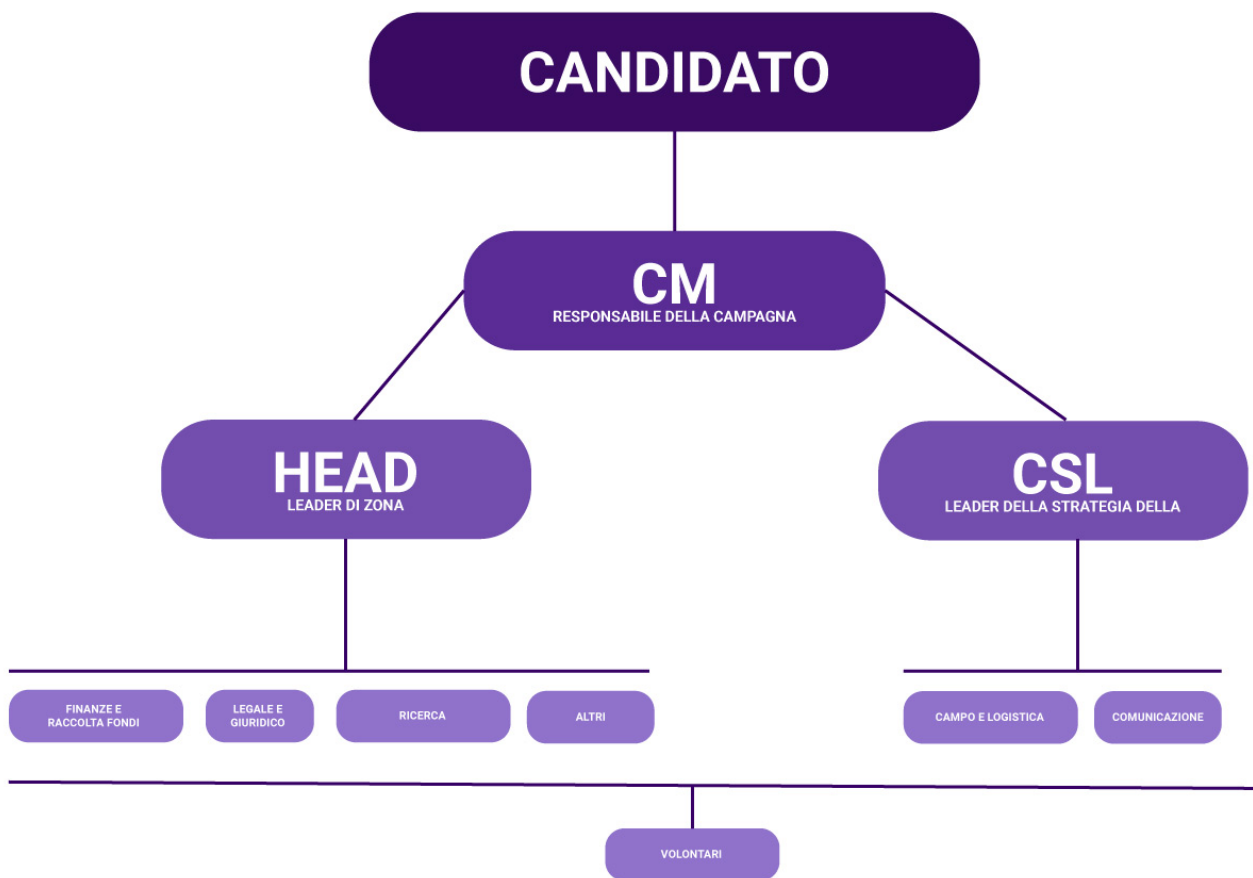 CANDIDATO
CM
RESPONSABILE DELLA CAMPAGNA
HEAD
LEADER DI ZONA
CSL
LEADER DELLA STRATEGIA DELLA
FINANZE E
RACCOLTA FONDI
LEGALE E
GIURIDICO
RICERCA
ALTRI
CAMPO E LOGISTICA
COMUNICAZIONE
VOLONTARI